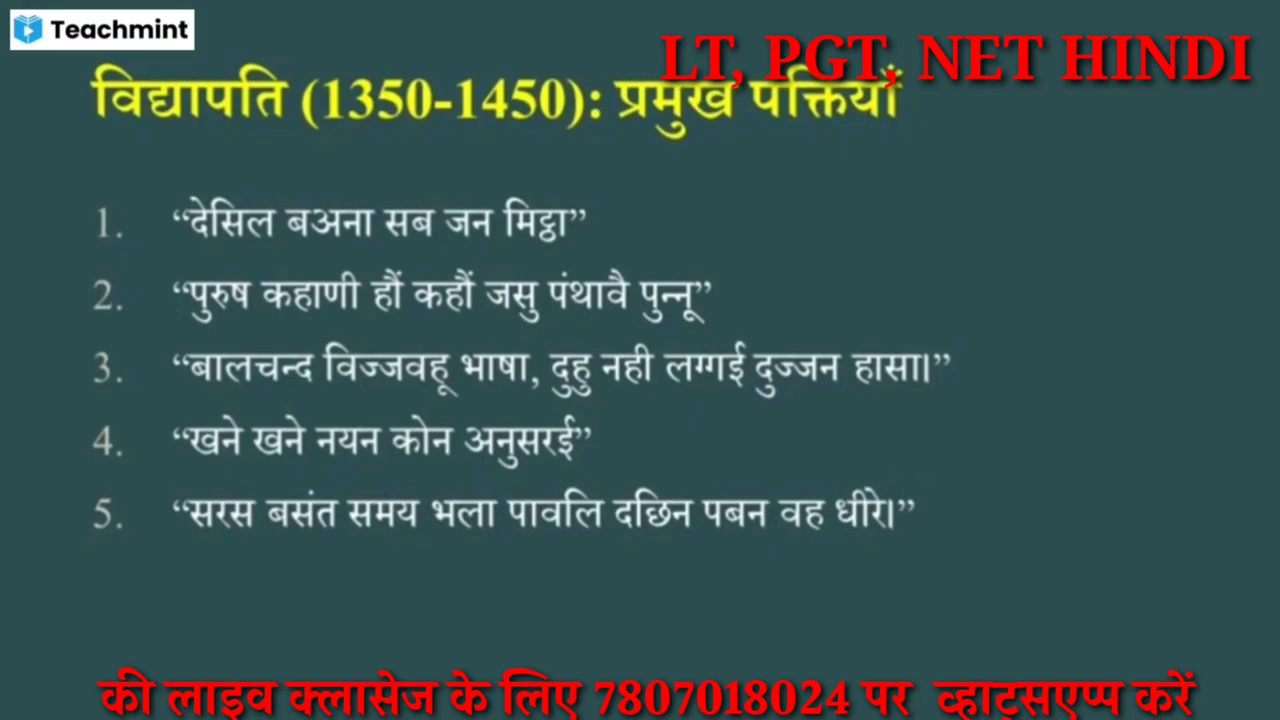 Teachmint
LT, PGT, NET HINDI
विद्यापति (1350-1450): प्रमुख पक्तियां
1. “देसिल बअना सब जन मिट्ठा”
2. “पुरुष कहाणी हौं कहौं जसु पंथावै पुन्नू”
3. “बालचन्द विज्जवहू भाषा, दुहु नही लग्गई दुज्जन हासा।”
4. “खने खने नयन कोन अनुसरई”
5. “सरस बसंत समय भला पावलि दछिन पबन वह धीरे।”
की लाइव क्लासेज के लिए 7807018024 पर व्हाट्सएप्प करें